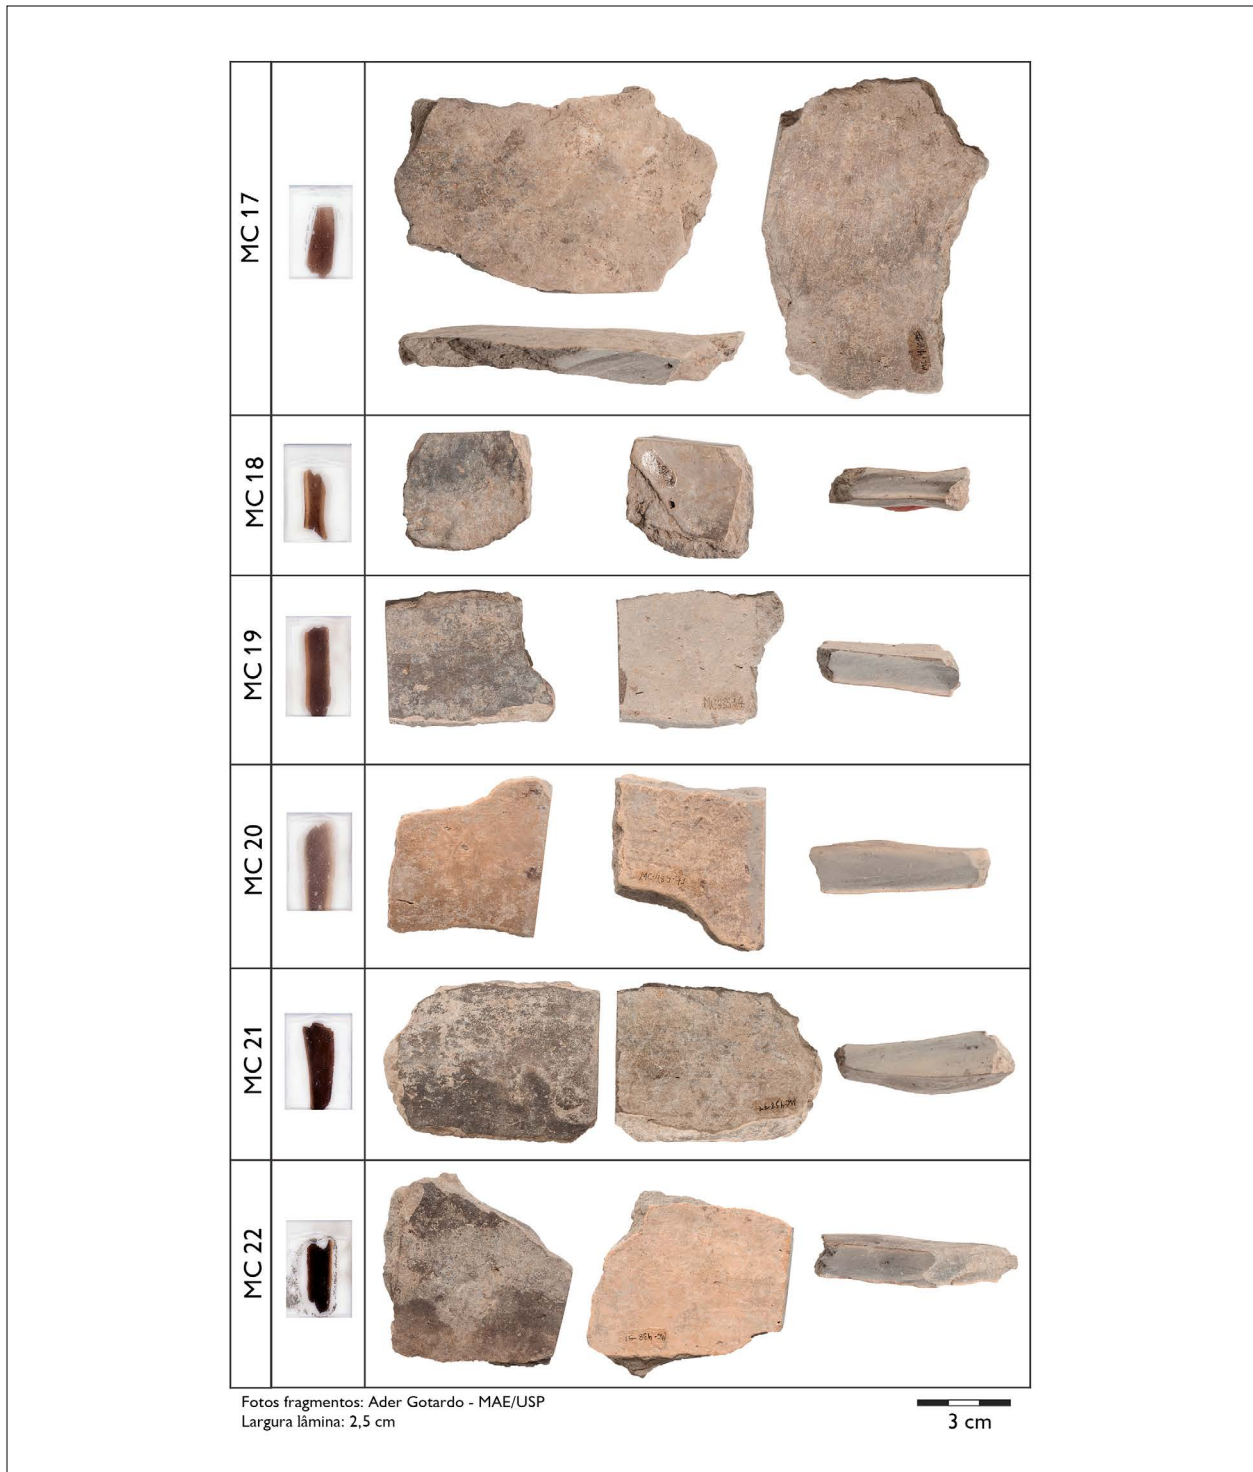 MC 17
MC 18
MC 19
MC 20
MC 21
MC 22
Fotos fragmentos: Ader Gotardo - MAE/USP
Largura lâmina: 2,5 cm
3 cm